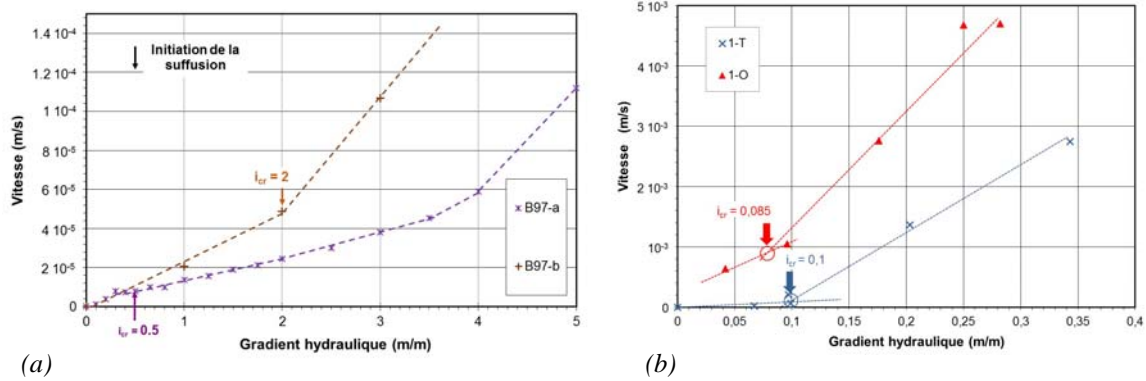 1.4 10-4
1.2 10-4
1 10-4
8 10-5
6 10-5
4 10-5
2 10-5
0
0
1
2
3
4
5
Vitesse (m/s)
Gradient hydraulique (m/m)
Initiation de la
suffusion
icr = 2
icr = 0.5
B97-a
B97-b
(a)
5 10-3
4 10-3
3 10-3
2 10-3
1 10-3
0
0
0,05
0,1
0,15
0,2
0,25
0,3
0,35
0,4
Vitesse (m/s)
Gradient hydraulique (m/m)
1-T
1-O
icr = 0,085
icr = 0,1
(b)